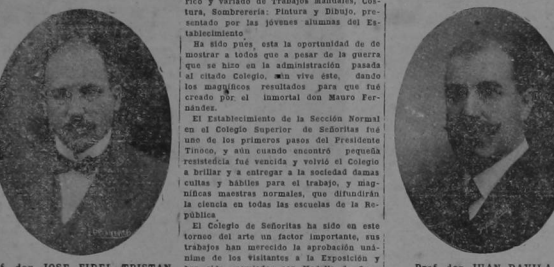 rico y variado de Trabajos Manuales, Cos-
tura, Sombrerería; Pintura y Dibujo, pre-
sentado por las jóvenes alumnas del Es-
tablecimiento
Ha sido pues, esta la oportunidad de de
mostrar a todos que a pesar de la guerra
que se hizo en la administración pasada
al citado Colegio, aún vive éste, dando
los magníficos resultados para que fué
creado por el inmortal don Mauro Fer-
nández.
El Establecimiento de la Sección Normal
en el Colegio Superior de Señoritas fué
uno de los primeros pasos del Presidente
Tinoco, y aún cuando encontró pequeña
resistencia fué vencida y volvió el Colegio
a brillar y a entregar a la sociedad damas
cultas y hábiles para el trabajo, y mag-
níficas maestras normales, que difundirán
la ciencia en todas las escuelas de la Re-
pública
El Colegio de Señoritas ha sido en este
torneo del arte un factor importante, sus
trabajos han merecido la aprobación uná-
nime de los visitantes a la Exposición y
don JOSE FIDEL TRISTAN
Prof. don JUAN DAVILA